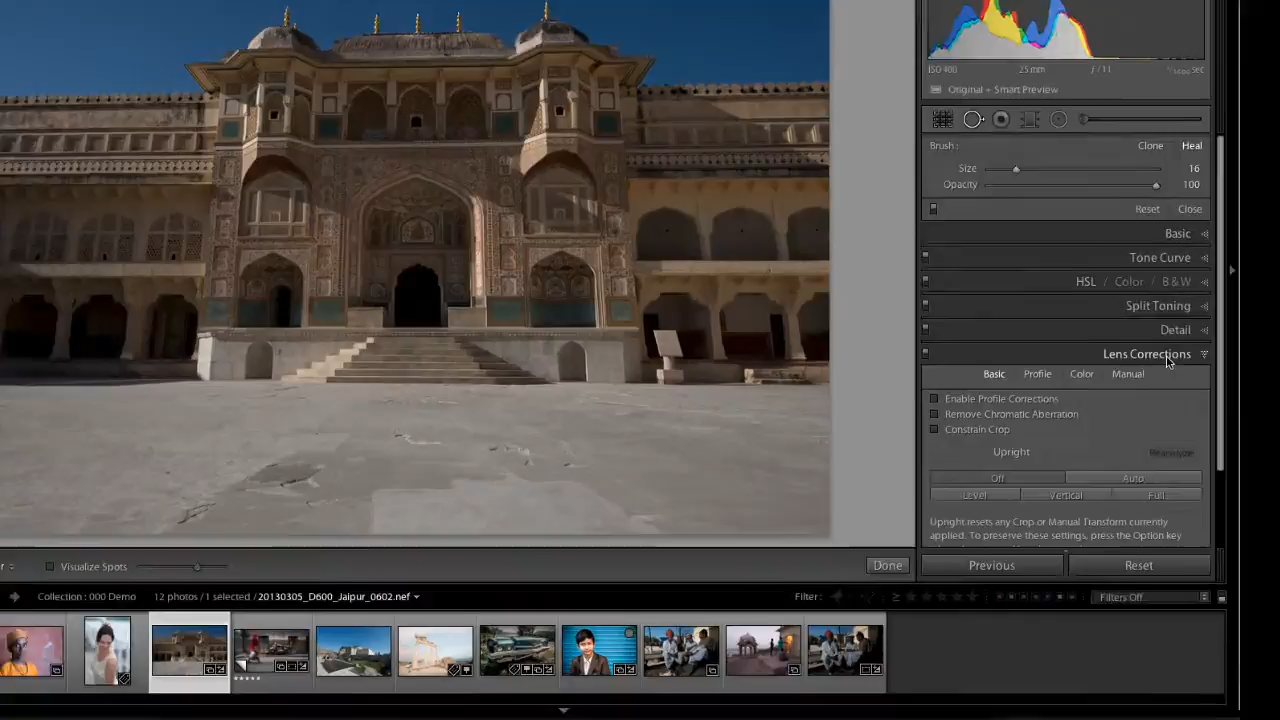 ISO 400 25 mm ƒ / 11 sec
Original + Smart Preview
Brush : Clone Heal
Size 16
Opacity 100
Reset Close
Basic
Tone Curve
HSL / Color / B & W
Split Toning
Detail
Lens Corrections
Basic Profile Color Manual
Enable Profile Corrections
Remove Chromatic Aberration
Constrain Crop
Upright Reanalyze
Off Auto
Level Vertical Full
Upright resets any Crop or Manual Transform currently
applied. To preserve these settings, press the Option key
Visualize Spots Done
Previous Reset
Collection : 000 Demo 12 photos / 1 selected / 20130305_D600_Jaipur_0602.nef Filter : Filters Off